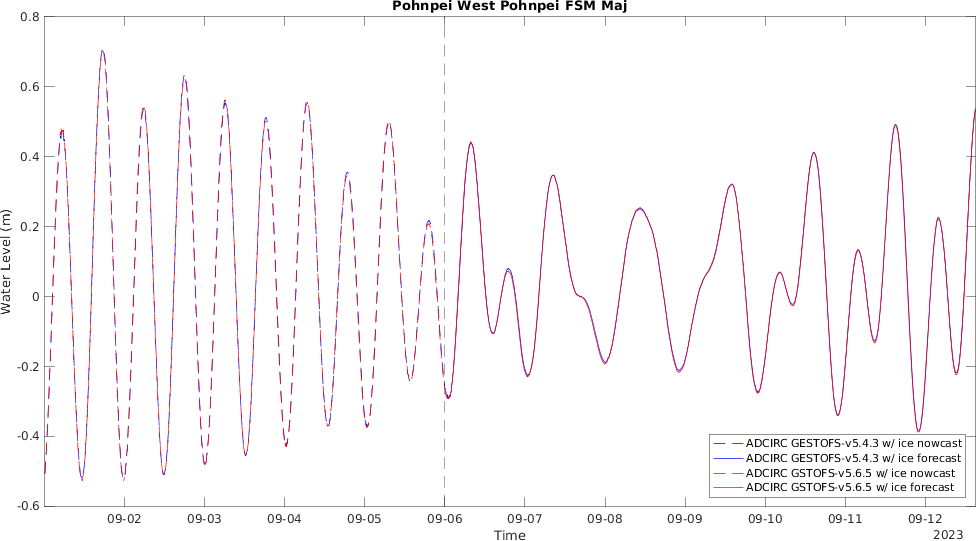 Pohnpei West Pohnpei FSM Maj
0.8
0.6
0.4
0.2
0
-0.2
-0.4
-0.6
Water Level (m)
ADCIRC GESTOFS-v5.4.3 w/ ice nowcast
ADCIRC GESTOFS-v5.4.3 w/ ice forecast
ADCIRC GSTOFS-v5.6.5 w/ ice nowcast
ADCIRC GSTOFS-v5.6.5 w/ ice forecast
09-02 09-03 09-04 09-05 09-06 09-07 09-08 09-09 09-10 09-11 09-12
Time
2023